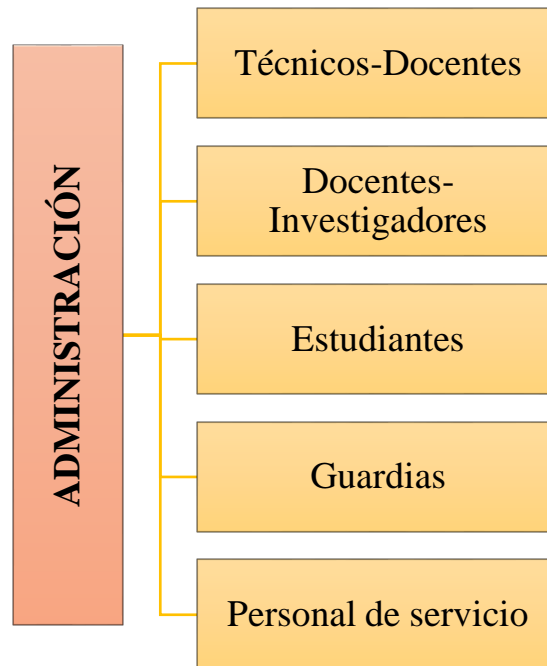 ADMINISTRACIÓN
Técnicos-Docentes
Docentes-
Investigadores
Estudiantes
Guardias
Personal de servicio